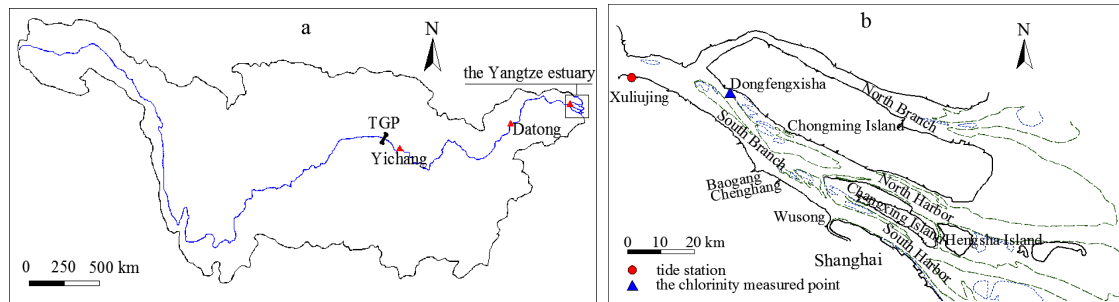 a
N
the Yangtze estuary
TGP
Datong
Yichang
0 250 500 km
b
N
Xuliujing
Dongfengxisha
North Branch
Chongming Island
South Branch
Baogang
Chenghang
North Harbor
Changxing Island
Wusong
Hengsha Island
South Harbor
Shanghai
0 10 20 km
tide station
the chlorinity measured point